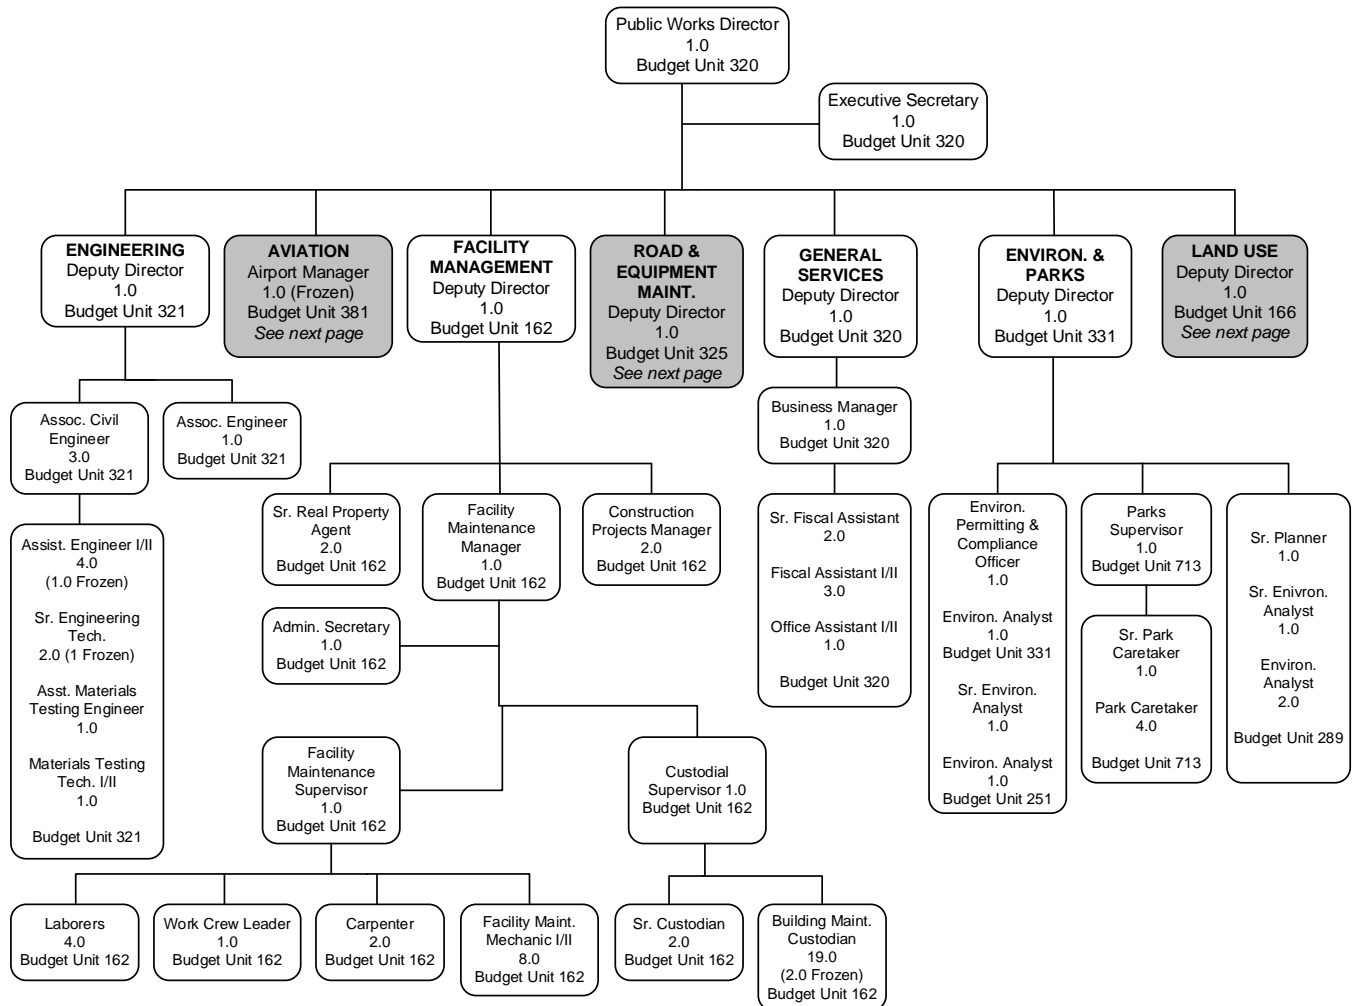 Public Works Director
1.0
Budget Unit 320
Executive Secretary
1.0
Budget Unit 320
ENGINEERING
Deputy Director
1.0
Budget Unit 321
AVIATION
Airport Manager
1.0 (Frozen)
Budget Unit 381
See next page
FACILITY
MANAGEMENT
Deputy Director
1.0
Budget Unit 162
ROAD &
EQUIPMENT
MAINT.
Deputy Director
1.0
Budget Unit 325
See next page
GENERAL
SERVICES
Deputy Director
1.0
Budget Unit 320
ENVIRON. &
PARKS
Deputy Director
1.0
Budget Unit 331
LAND USE
Deputy Director
1.0
Budget Unit 166
See next page
Assoc. Civil
Engineer
3.0
Budget Unit 321
Assoc. Engineer
1.0
Budget Unit 321
Business Manager
1.0
Budget Unit 320
Assist. Engineer I/II
4.0
(1.0 Frozen)
Sr. Engineering
Tech.
2.0 (1 Frozen)
Asst. Materials
Testing Engineer
1.0
Materials Testing
Tech. I/II
1.0
Budget Unit 321
Sr. Real Property
Agent
2.0
Budget Unit 162
Facility
Maintenance
Manager
1.0
Budget Unit 162
Construction
Projects Manager
2.0
Budget Unit 162
Sr. Fiscal Assistant
2.0
Fiscal Assistant I/II
3.0
Office Assistant I/II
1.0
Budget Unit 320
Environ.
Permitting &
Compliance
Officer
1.0
Environ. Analyst
1.0
Budget Unit 331
Sr. Environ.
Analyst
1.0
Environ. Analyst
1.0
Budget Unit 251
Parks
Supervisor
1.0
Budget Unit 713
Sr. Park
Caretaker
1.0
Park Caretaker
4.0
Budget Unit 713
Sr. Planner
1.0
Sr. Enivron.
Analyst
1.0
Environ.
Analyst
2.0
Budget Unit 289
Admin. Secretary
1.0
Budget Unit 162
Facility
Maintenance
Supervisor
1.0
Budget Unit 162
Custodial
Supervisor 1.0
Budget Unit 162
Laborers
4.0
Budget Unit 162
Work Crew Leader
1.0
Budget Unit 162
Carpenter
2.0
Budget Unit 162
Facility Maint.
Mechanic I/II
8.0
Budget Unit 162
Sr. Custodian
2.0
Budget Unit 162
Building Maint.
Custodian
19.0
(2.0 Frozen)
Budget Unit 162